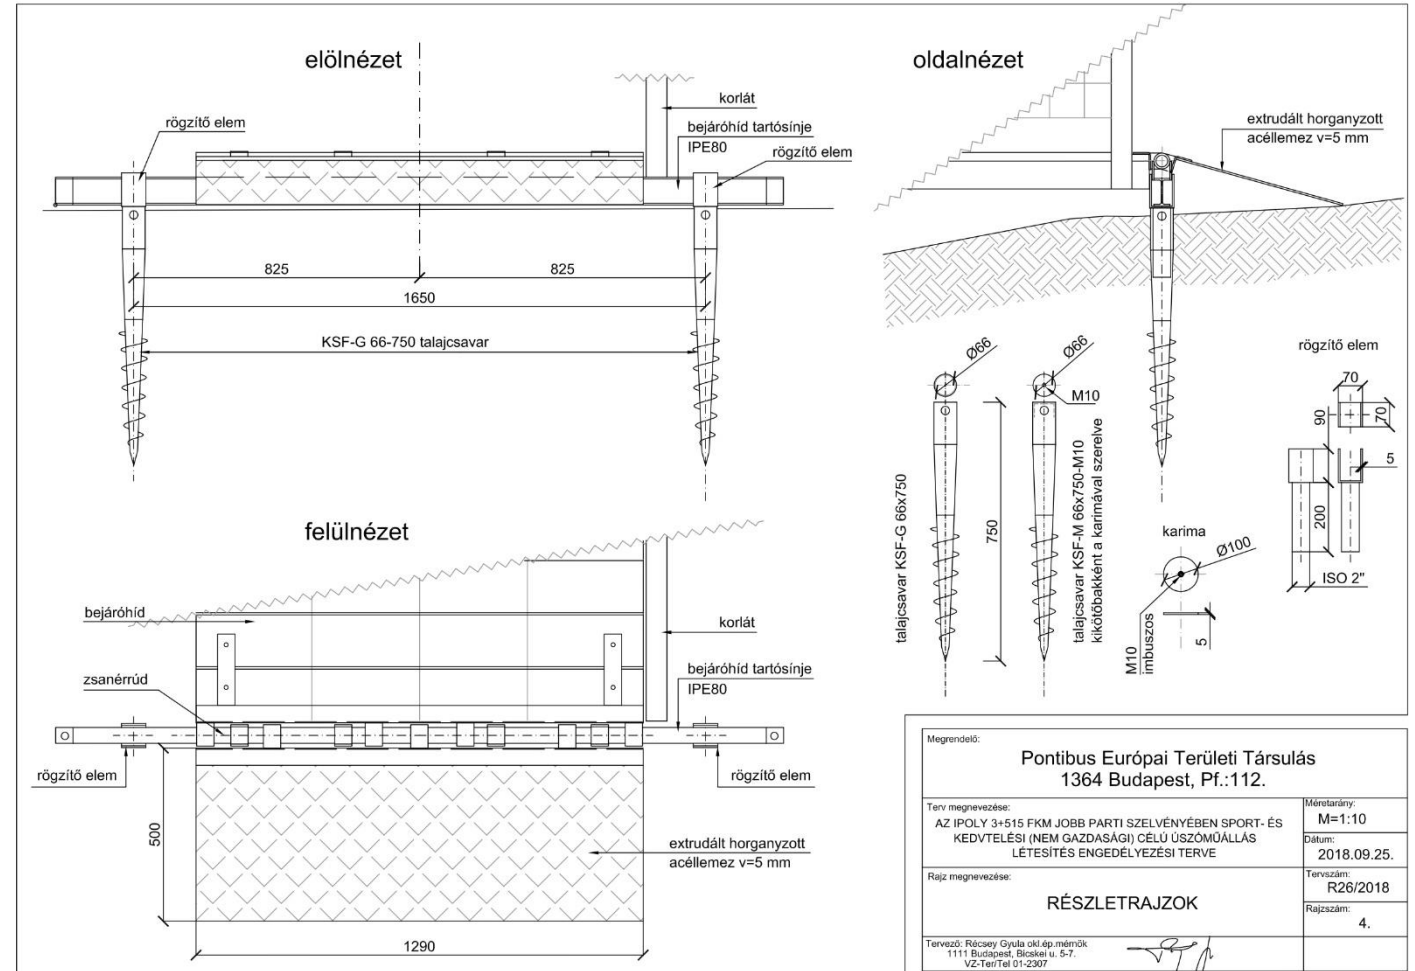 elölnézet
rögzítő elem
korlát
bejáróhíd tartósínje
IPE80
rögzítő elem
825
825
1650
KSF-G 66-750 talajcsavar
oldalnézet
extrudált horganyzott
acéllemez v=5 mm
felülnézet
bejáróhíd
zsanérrúd
korlát
bejáróhíd tartósínje
IPE80
rögzítő elem
rögzítő elem
500
extrudált horganyzott
acéllemez v=5 mm
1290
Ø66
Ø66
M10
talajcsavar KSF-G 66x750
750
talajcsavar KSF-M 66x750-M10
kikötőbakként a karimával szerelve
karima
Ø100
M10
imbuszos
5
rögzítő elem
70
70
90
5
200
ISO 2"
Megrendelő:
Pontibus Európai Területi Társulás
1364 Budapest, Pf.:112.
Terv megnevezése:
AZ IPOLY 3+515 FKM JOBB PARTI SZELVÉNYÉBEN SPORT- ÉS
KEDVTELÉSI (NEM GAZDASÁGI) CÉLÚ ÚSZÓMŰÁLLÁS
LÉTESÍTÉS ENGEDÉLYEZÉSI TERVE
Méretarány:
M=1:10
Dátum:
2018.09.25.
Rajz megnevezése:
RÉSZLETRAJZOK
Tervszám:
R26/2018
Rajzszám:
4.
Tervező: Récsey Gyula okl.ép.mérnök
1111 Budapest, Bicskei u. 5-7.
VZ-Ter/Tel 01-2307